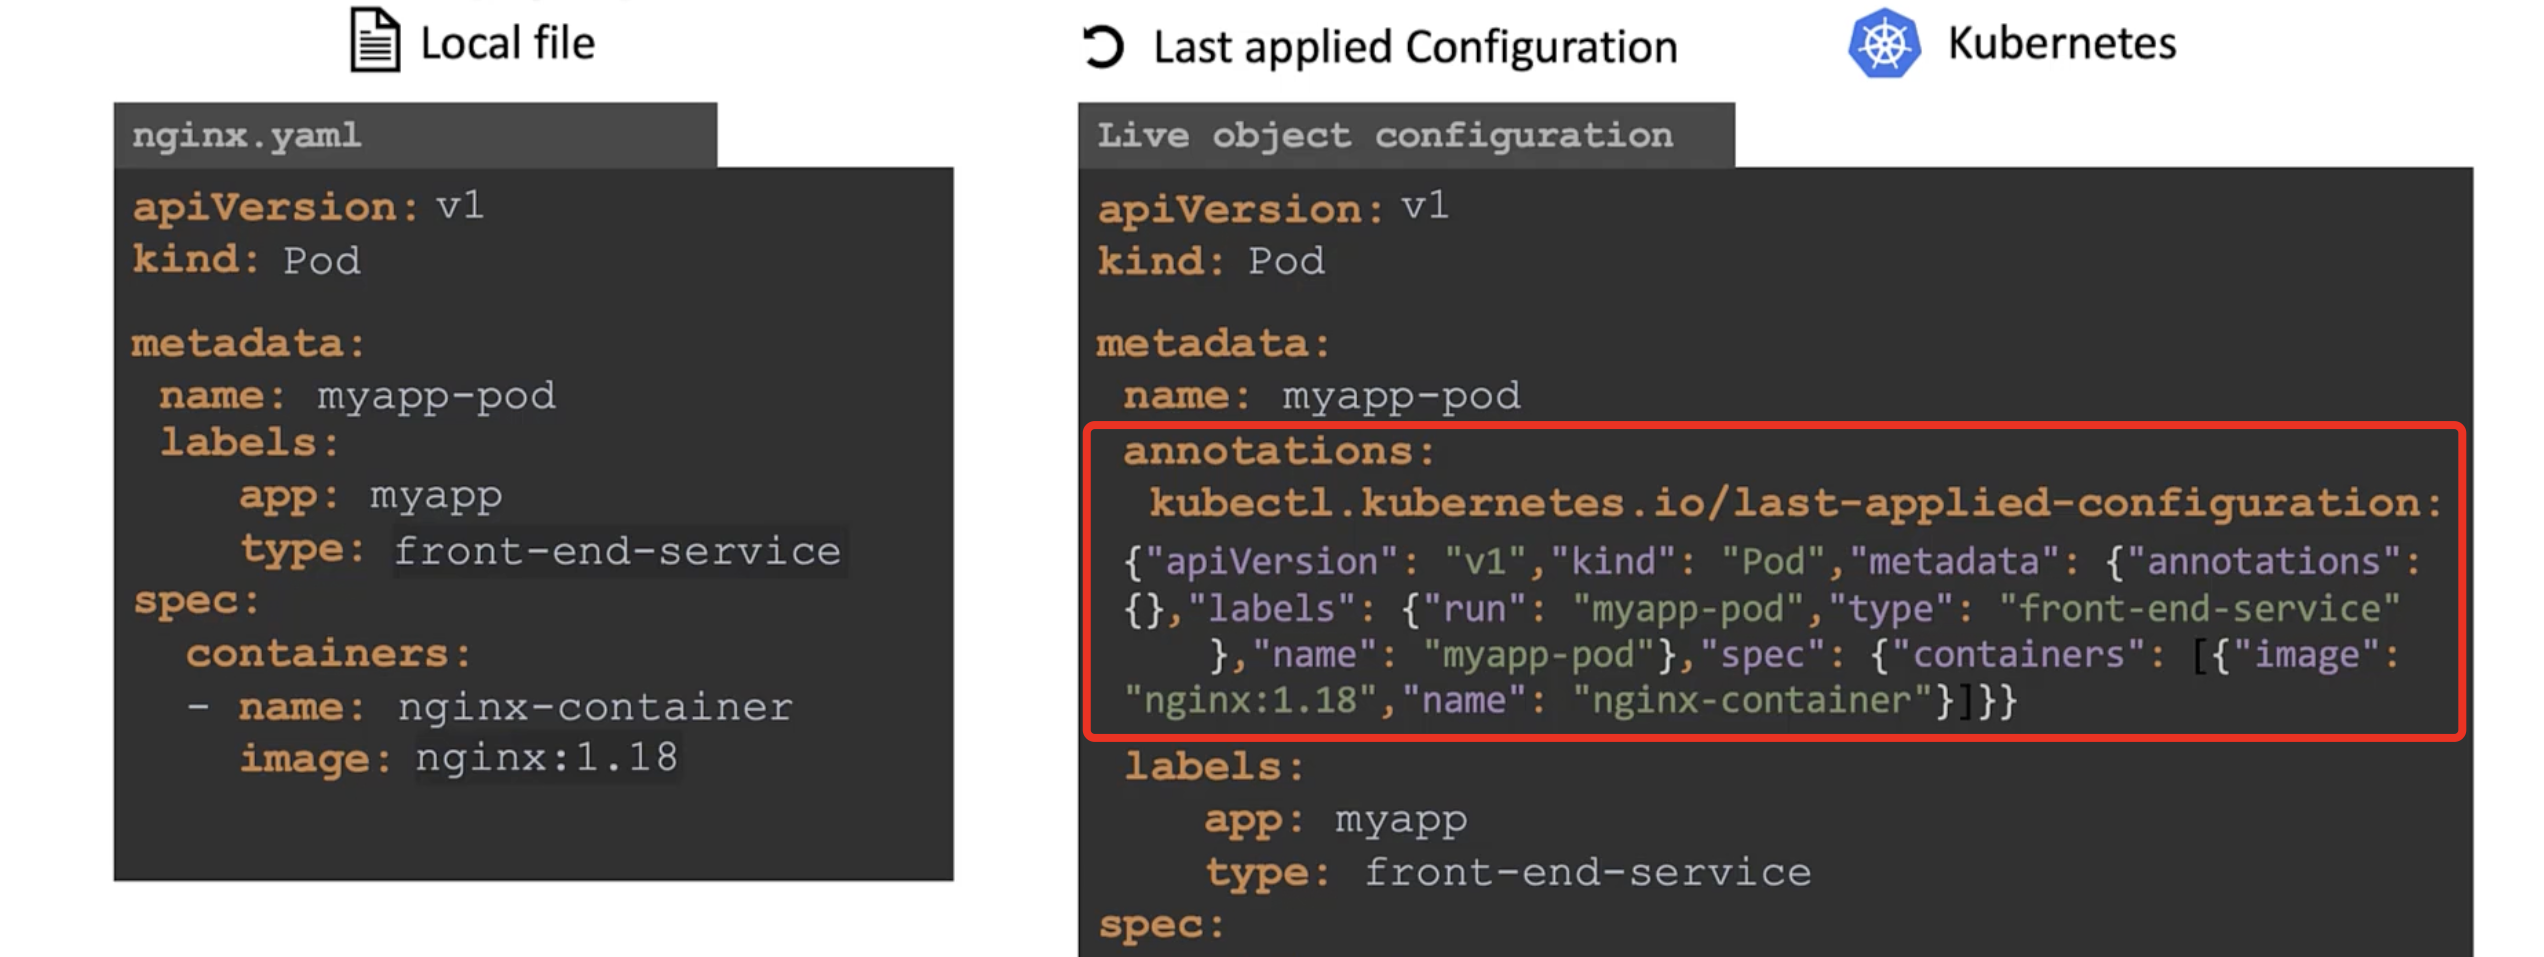 Local file
nginx.yaml
apiVersion: v1
kind: Pod
metadata:
name: myapp-pod
labels:
app: myapp
type: front-end-service
spec:
containers:
- name: nginx-container
image: nginx:1.18
Last applied Configuration
Kubernetes
Live object configuration
apiVersion: v1
kind: Pod
metadata:
name: myapp-pod
annotations:
kubectl.kubernetes.io/last-applied-configuration:
{"apiVersion": "v1","kind": "Pod","metadata": {"annotations":
{},"labels": {"run": "myapp-pod","type": "front-end-service"
},"name": "myapp-pod"},"spec": {"containers": [{"image":
"nginx:1.18","name": "nginx-container"}]}}
labels:
app: myapp
type: front-end-service
spec: